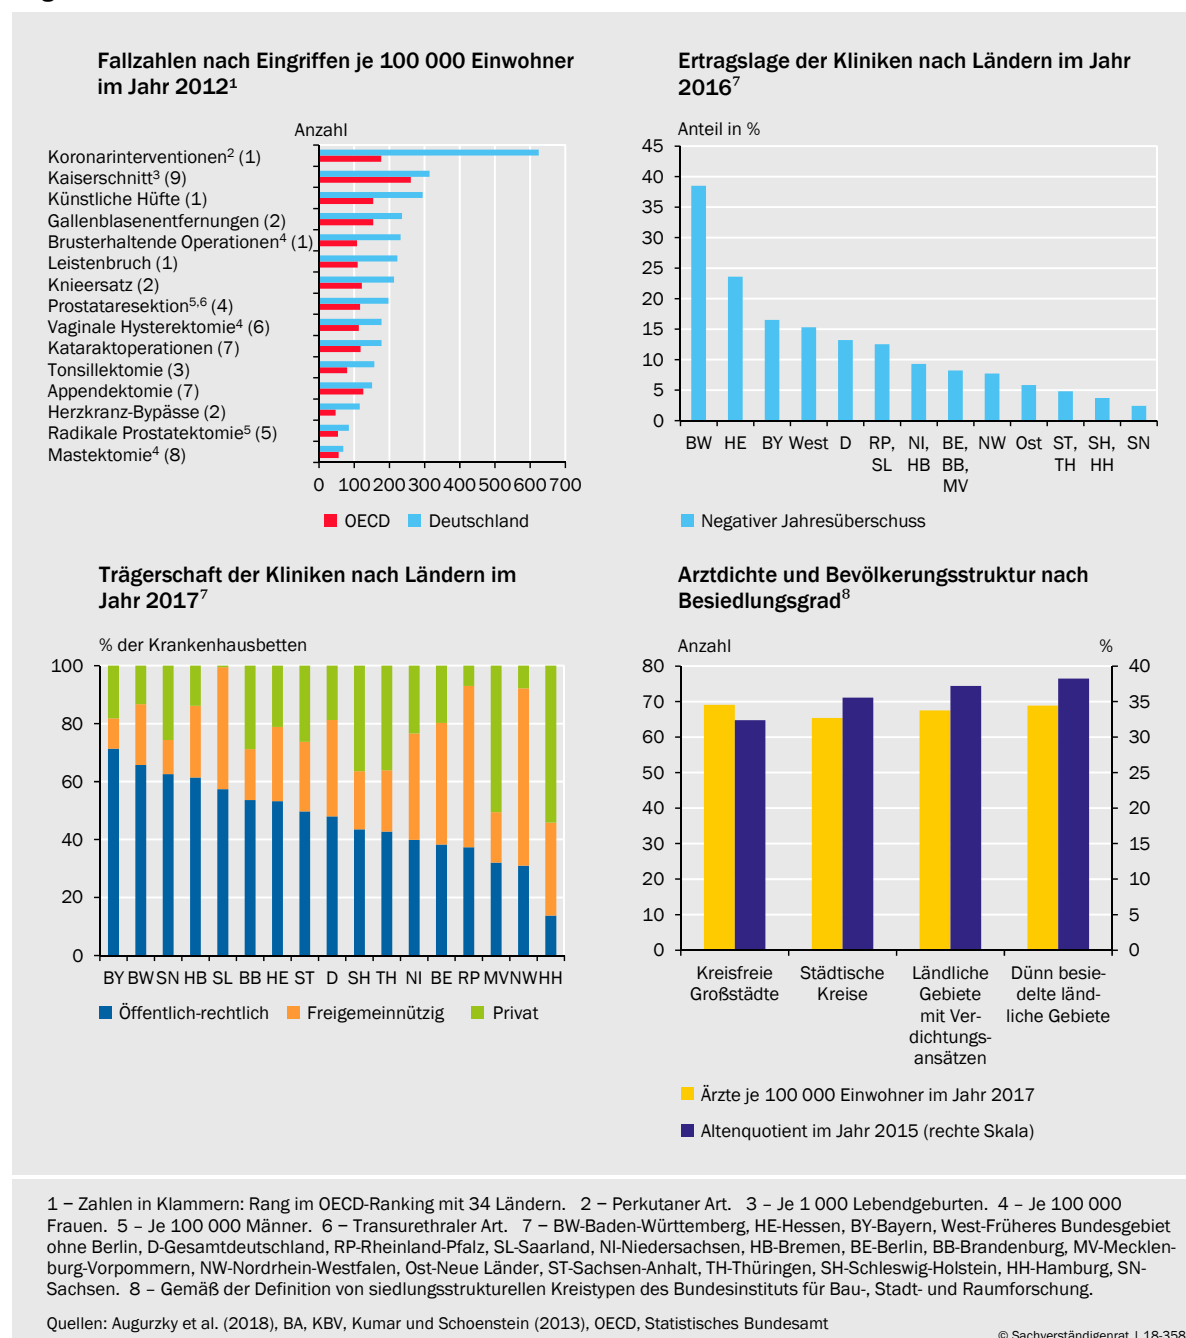 Fallzahlen nach Eingriffen je 100 000 Einwohner
im Jahr 2012¹
Anzahl
Koronarinterventionen² (1)
Kaiserschnitt³ (9)
Künstliche Hüfte (1)
Gallenblasenentfernungen (2)
Brusterhaltende Operationen⁴ (1)
Leistenbruch (1)
Knieersatz (2)
Prostataresektion⁵,⁶ (4)
Vaginale Hysterektomie⁴ (6)
Kataraktoperationen (7)
Tonsillektomie (3)
Appendektomie (7)
Herzkranz-Bypässe (2)
Radikale Prostatektomie⁵ (5)
Mastektomie⁴ (8)
0 100 200 300 400 500 600 700
OECD Deutschland
Ertragslage der Kliniken nach Ländern im Jahr
2016⁷
Anteil in %
45
40
35
30
25
20
15
10
5
0
BW HE BY West D RP, NI, BE, NW Ost ST, SH, SN
SL HB BB, TH HH
MV
Negativer Jahresüberschuss
Trägerschaft der Kliniken nach Ländern im
Jahr 2017⁷
% der Krankenhausbetten
100
80
60
40
20
0
BY BW SN HB SL BB HE ST D SH TH NI BE RP MV NW HH
Öffentlich-rechtlich Freigemeinnützig Privat
Arztdichte und Bevölkerungsstruktur nach
Besiedlungsgrad⁸
Anzahl %
80 40
70 35
60 30
50 25
40 20
30 15
20 10
10 5
0 0
Kreisfreie Städtische Ländliche Dünn besie-
Großstädte Kreise Gebiete delte länd-
mit Ver- liche Gebiete
dichtungs-
ansätzen
Ärzte je 100 000 Einwohner im Jahr 2017
Altenquotient im Jahr 2015 (rechte Skala)
1 – Zahlen in Klammern: Rang im OECD-Ranking mit 34 Ländern. 2 – Perkutaner Art. 3 – Je 1 000 Lebendgeburten. 4 – Je 100 000
Frauen. 5 – Je 100 000 Männer. 6 – Transurethraler Art. 7 – BW-Baden-Württemberg, HE-Hessen, BY-Bayern, West-Früheres Bundesgebiet
ohne Berlin, D-Gesamtdeutschland, RP-Rheinland-Pfalz, SL-Saarland, NI-Niedersachsen, HB-Bremen, BE-Berlin, BB-Brandenburg, MV-Mecklen-
burg-Vorpommern, NW-Nordrhein-Westfalen, Ost-Neue Länder, ST-Sachsen-Anhalt, TH-Thüringen, SH-Schleswig-Holstein, HH-Hamburg, SN-
Sachsen. 8 – Gemäß der Definition von siedlungsstrukturellen Kreistypen des Bundesinstituts für Bau-, Stadt- und Raumforschung.
Quellen: Augurzky et al. (2018), BA, KBV, Kumar und Schoenstein (2013), OECD, Statistisches Bundesamt
© Sachverständigenrat | 18-358